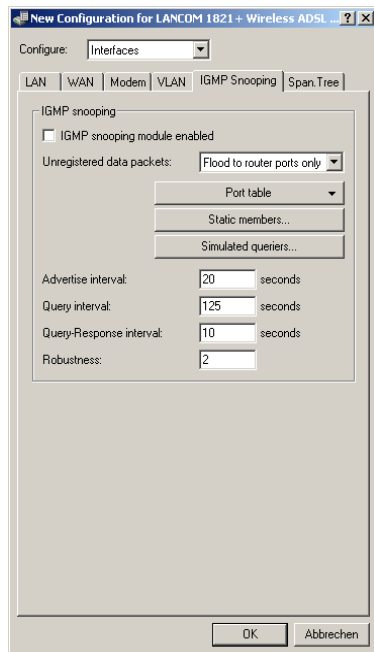 New Configuration for LANCOM 1821+ Wireless ADSL ...
Configure: Interfaces
LAN WAN Modem VLAN IGMP Snooping Span.Tree
IGMP snooping
IGMP snooping module enabled
Unregistered data packets: Flood to router ports only
Port table
Static members...
Simulated queriers...
Advertise interval: 20 seconds
Query interval: 125 seconds
Query-Response interval: 10 seconds
Robustness: 2
OK Abbrechen